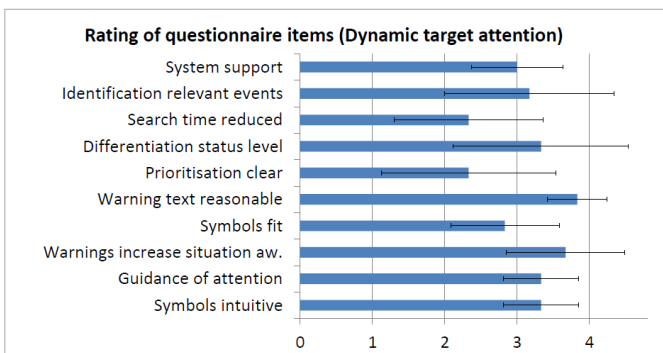 Rating of questionnaire items (Dynamic target attention)
System support
Identification relevant events
Search time reduced
Differentiation status level
Prioritisation clear
Warning text reasonable
Symbols fit
Warnings increase situation aw.
Guidance of attention
Symbols intuitive
0 1 2 3 4